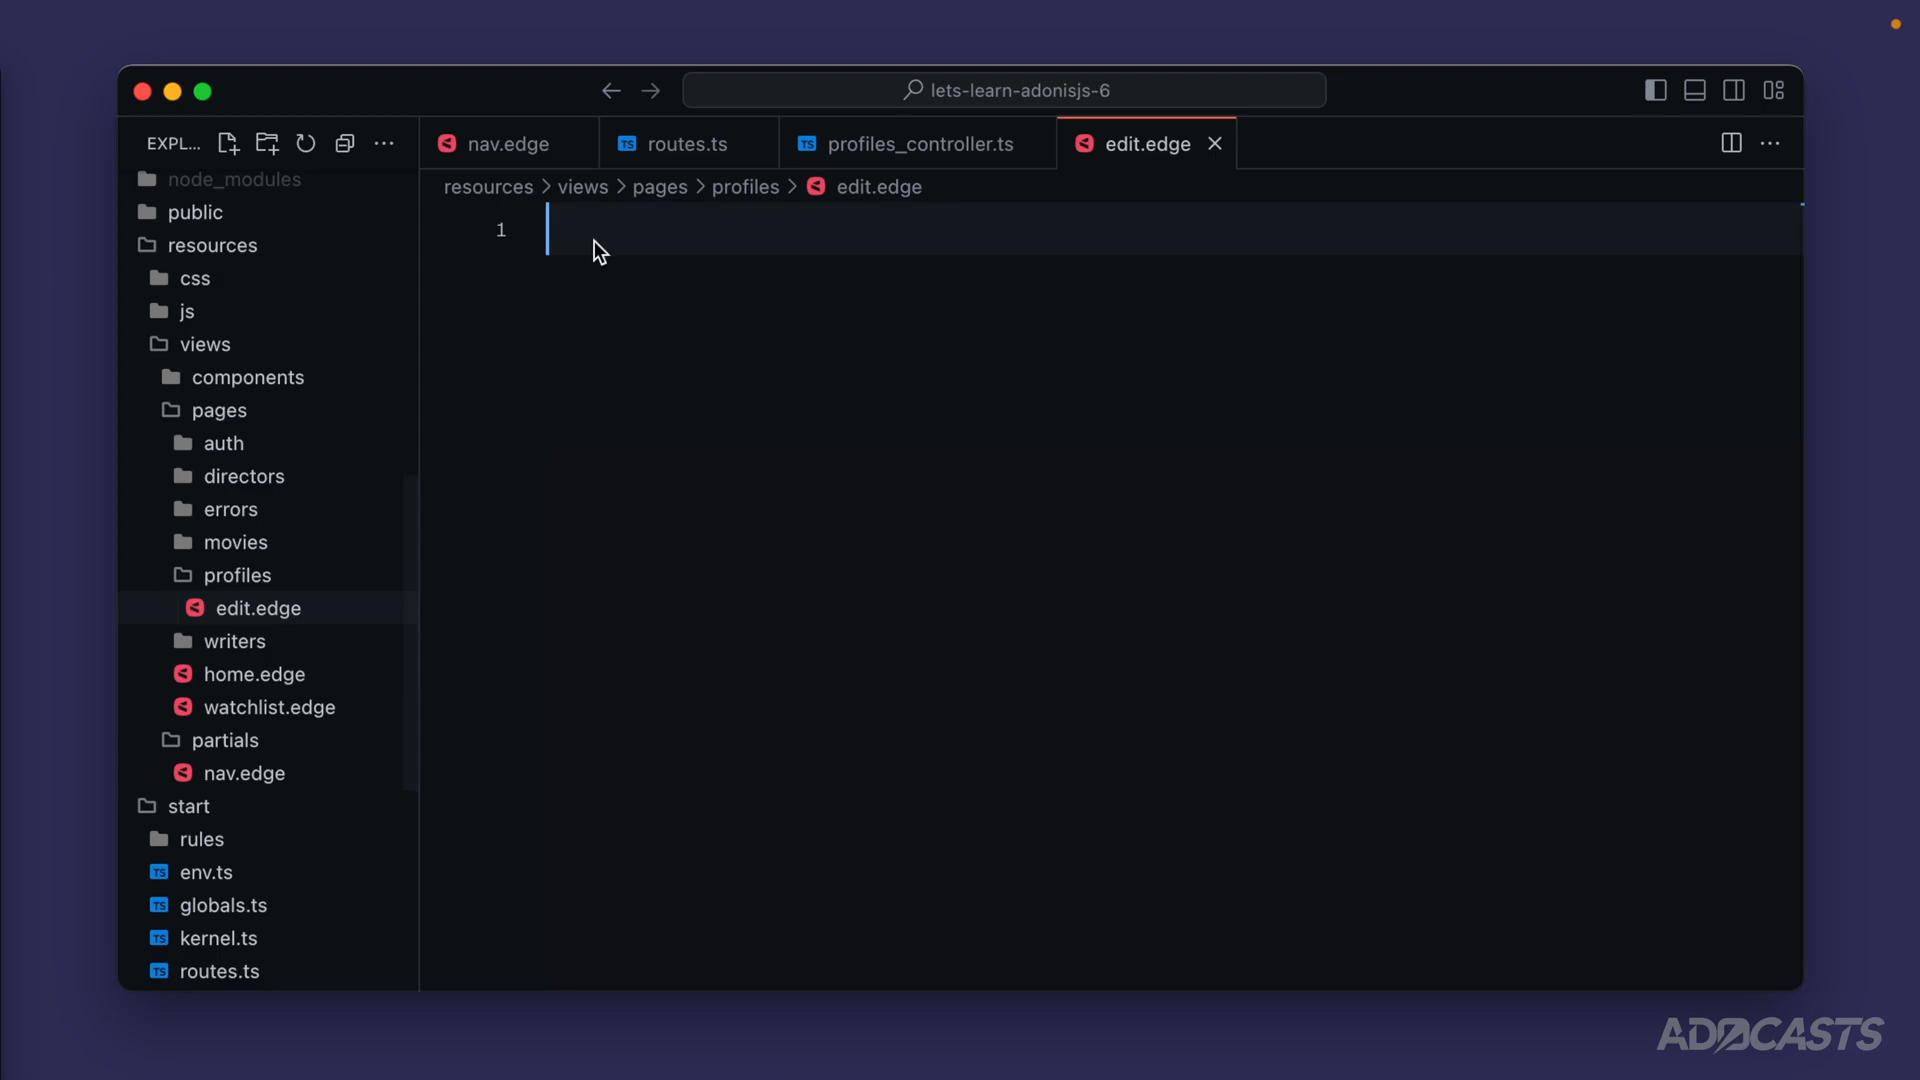 lets-learn-adonisjs-6
EXPL...
nav.edge
routes.ts
profiles_controller.ts
edit.edge
resources > views > pages > profiles > edit.edge
1
node_modules
public
resources
css
js
views
components
pages
auth
directors
errors
movies
profiles
edit.edge
writers
home.edge
watchlist.edge
partials
nav.edge
start
rules
env.ts
globals.ts
kernel.ts
routes.ts
ADOCASTS